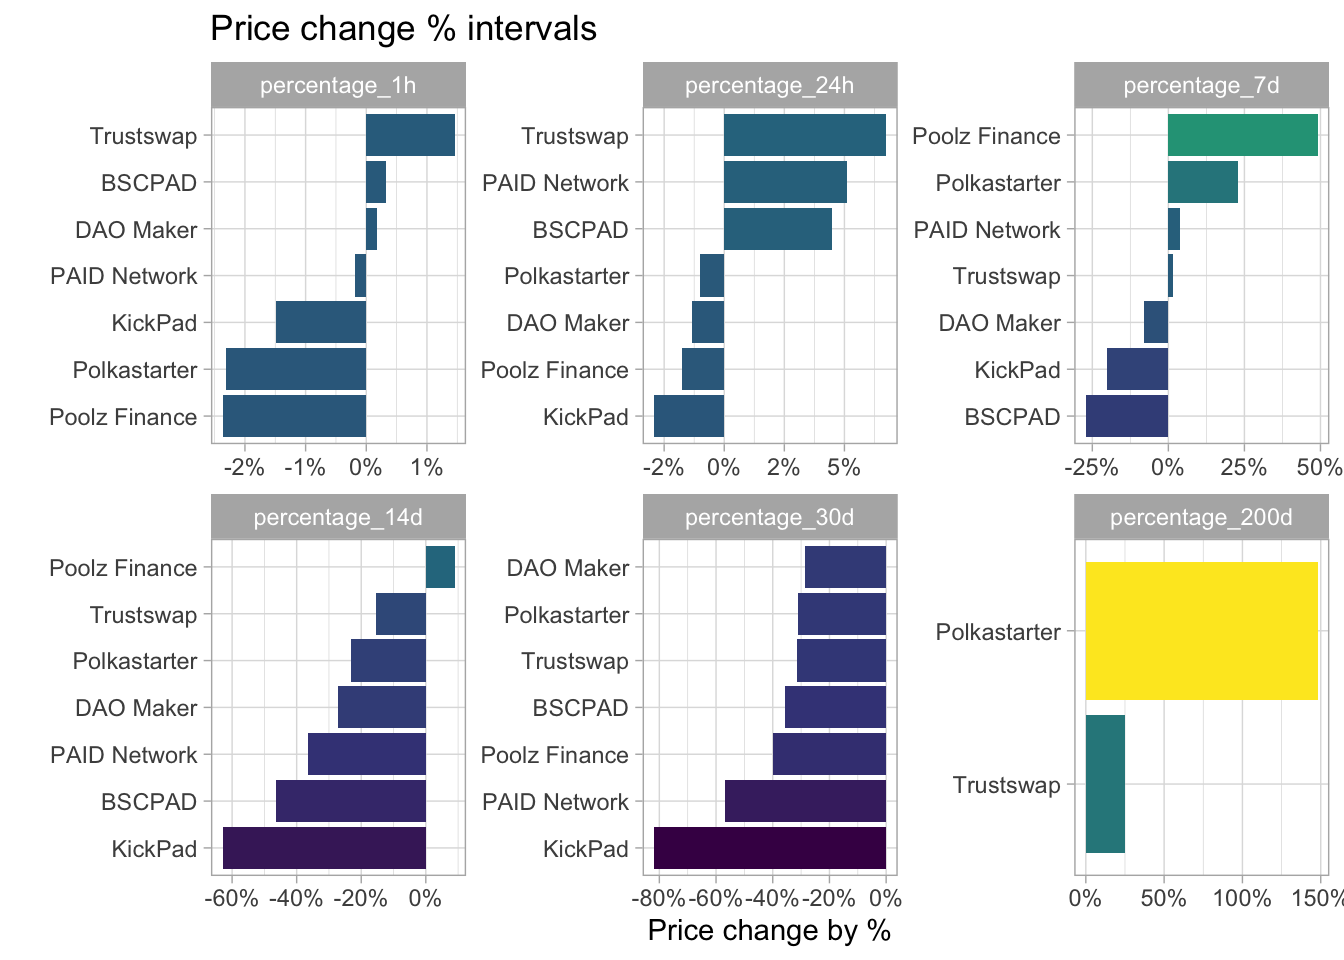 Price change % intervals
percentage_1h
Trustswap
BSCPAD
DAO Maker
PAID Network
KickPad
Polkastarter
Poolz Finance
-2% -1% 0% 1%
percentage_24h
Trustswap
PAID Network
BSCPAD
Polkastarter
DAO Maker
Poolz Finance
KickPad
-2% 0% 2% 5%
percentage_7d
Poolz Finance
Polkastarter
PAID Network
Trustswap
DAO Maker
KickPad
BSCPAD
-25% 0% 25% 50%
percentage_14d
Poolz Finance
Trustswap
Polkastarter
DAO Maker
PAID Network
BSCPAD
KickPad
-60% -40% -20% 0%
percentage_30d
DAO Maker
Polkastarter
Trustswap
BSCPAD
Poolz Finance
PAID Network
KickPad
-80% -60% -40% -20% 0%
percentage_200d
Polkastarter
Trustswap
0% 50% 100% 150%
Price change by %